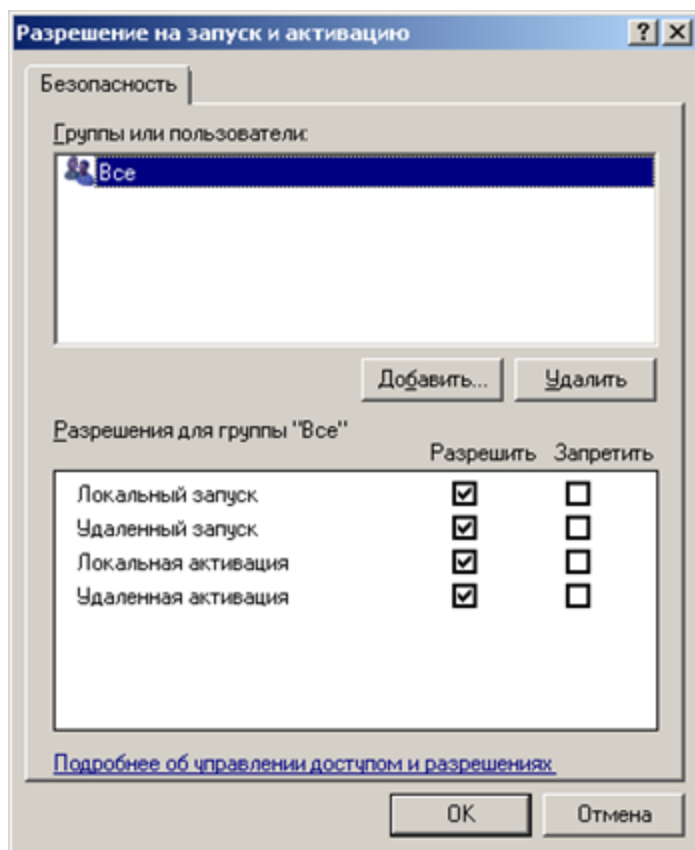 Разрешение на запуск и активацию
Безопасность
Группы или пользователи:
Все
Добавить... Удалить
Разрешения для группы "Все"
Разрешить Запретить
Локальный запуск
Удаленный запуск
Локальная активация
Удаленная активация
Подробнее об управлении доступом и разрешениях
OK Отмена